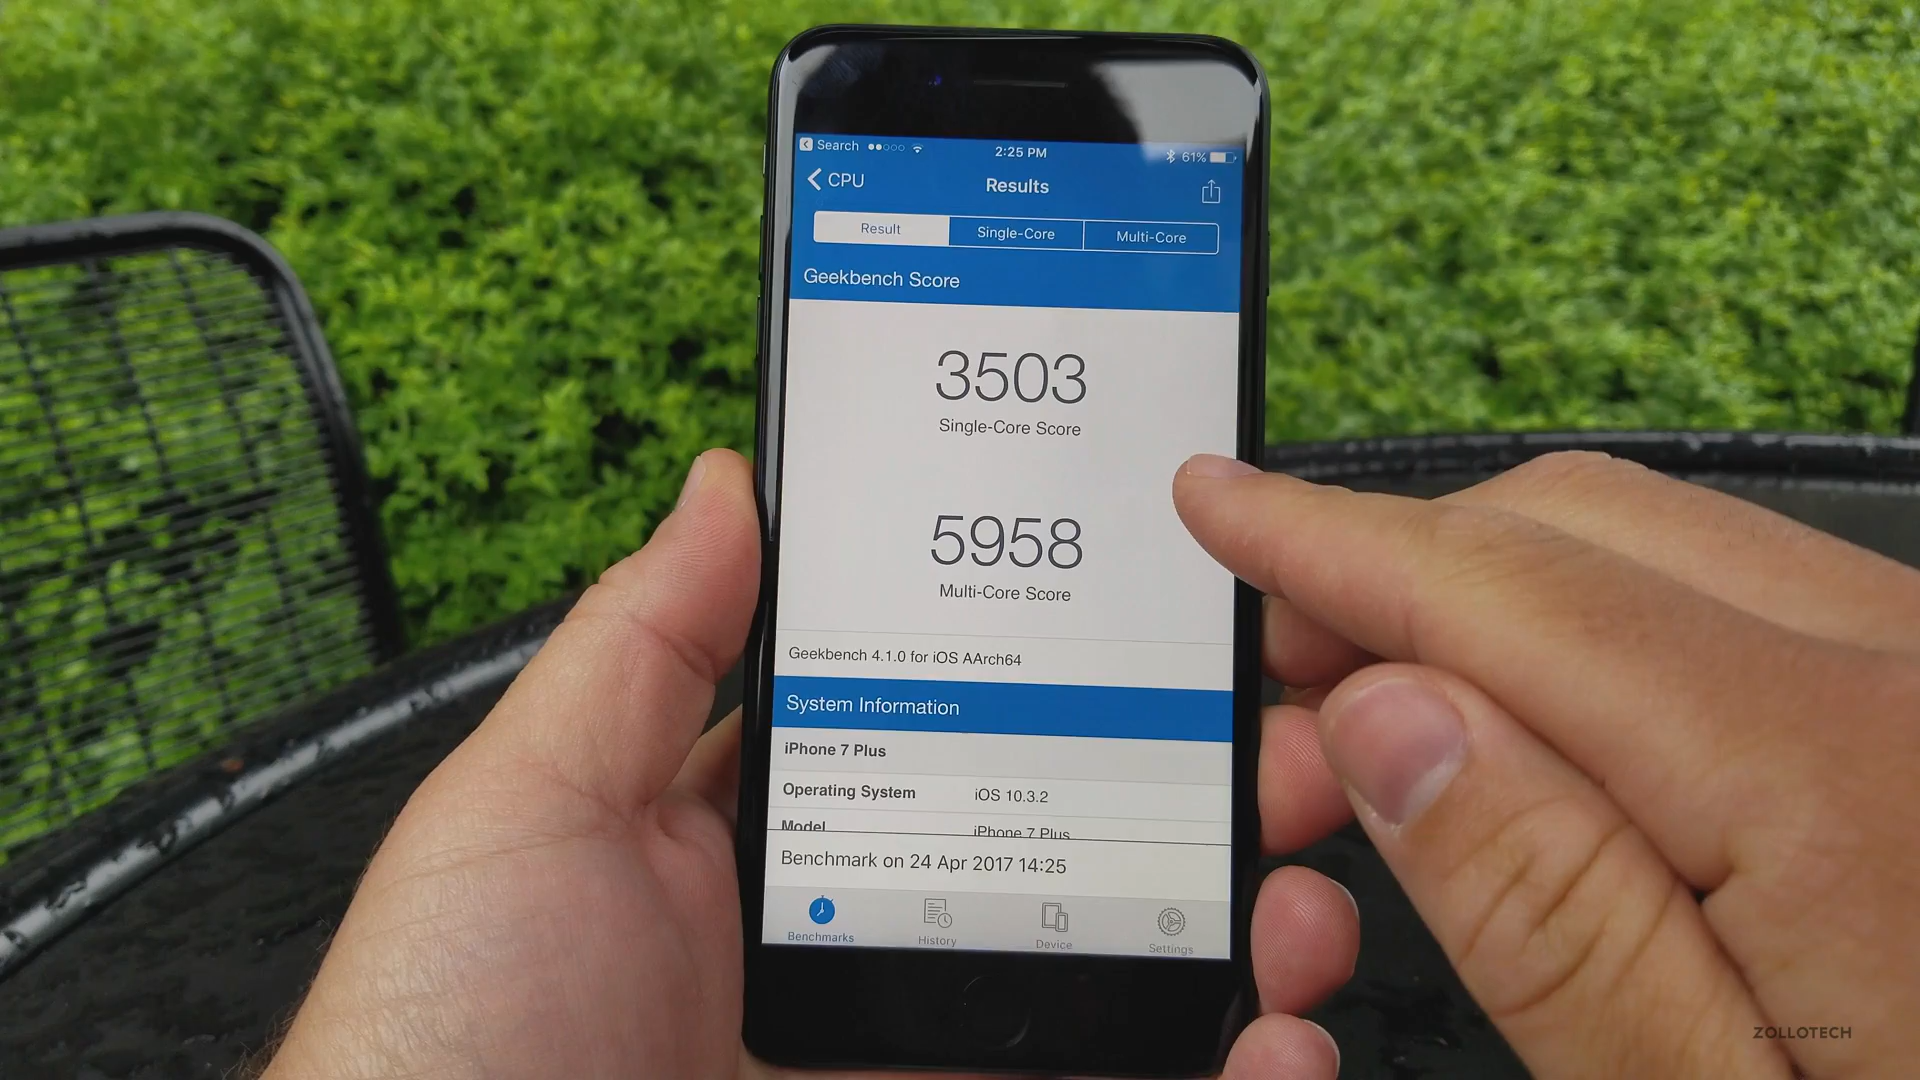 Search 2:25 PM 61%
CPU Results
Result Single-Core Multi-Core
Geekbench Score
3503
Single-Core Score
5958
Multi-Core Score
Geekbench 4.1.0 for iOS AArch64
System Information
iPhone 7 Plus
Operating System iOS 10.3.2
Model iPhone 7 Plus
Benchmark on 24 Apr 2017 14:25
Benchmarks History Device Settings
ZOLLOTECH